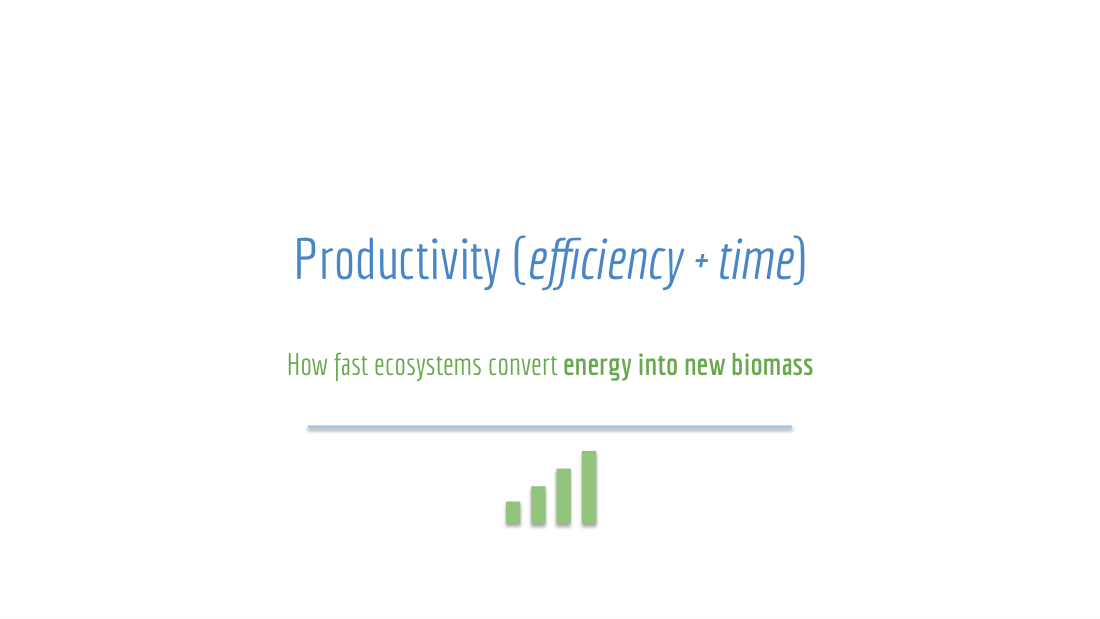 Productivity (efficiency + time)
How fast ecosystems convert energy into new biomass